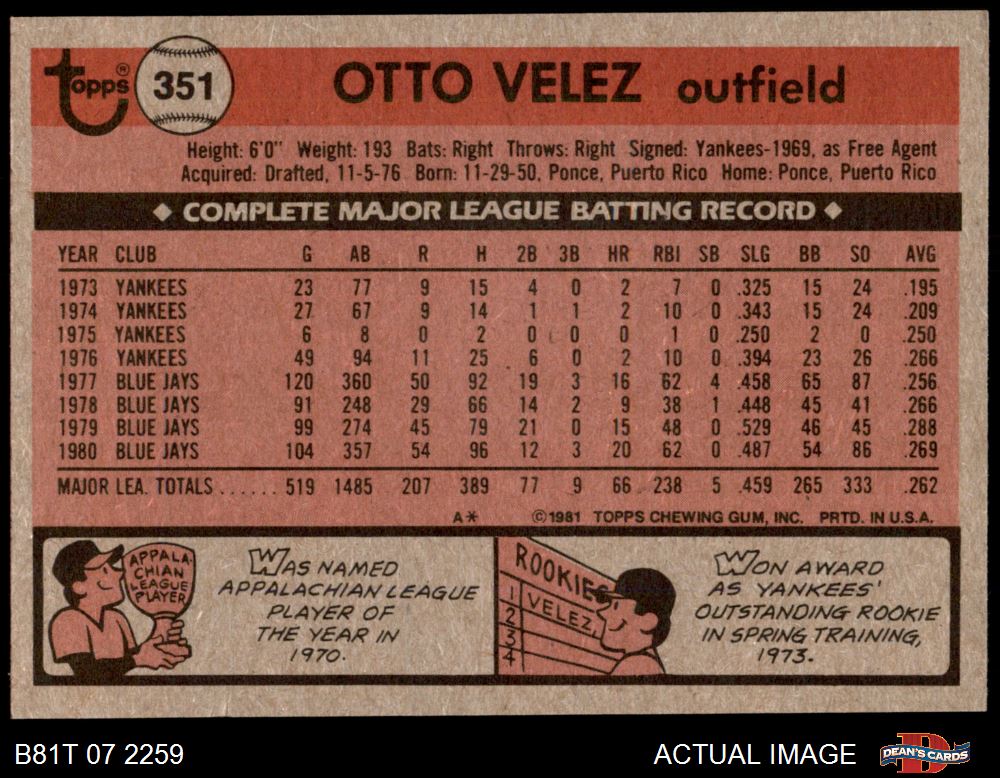 topps®
351
OTTO VELEZ outfield
Height: 6'0" Weight: 193 Bats: Right Throws: Right Signed: Yankees-1969, as Free Agent
Acquired: Drafted, 11-5-76 Born: 11-29-50, Ponce, Puerto Rico Home: Ponce, Puerto Rico
◆ COMPLETE MAJOR LEAGUE BATTING RECORD ◆
YEAR CLUB G AB R H 2B 3B HR RBI SB SLG BB SO AVG
1973 YANKEES 23 77 9 15 4 0 2 7 0 .325 15 24 .195
1974 YANKEES 27 67 9 14 1 1 2 10 0 .343 15 24 .209
1975 YANKEES 6 8 0 2 0 0 0 1 0 .250 2 0 .250
1976 YANKEES 49 94 11 25 6 0 2 10 0 .394 23 26 .266
1977 BLUE JAYS 120 360 50 92 19 3 16 62 4 .458 65 87 .256
1978 BLUE JAYS 91 248 29 66 14 2 9 38 1 .448 45 41 .266
1979 BLUE JAYS 99 274 45 79 21 0 15 48 0 .529 46 45 .288
1980 BLUE JAYS 104 357 54 96 12 3 20 62 0 .487 54 86 .269
MAJOR LEA. TOTALS ...... 519 1485 207 389 77 9 66 238 5 .459 265 333 .262
A* ©1981 TOPPS CHEWING GUM, INC. PRTD. IN U.S.A.
APPALA-
CHIAN
LEAGUE
PLAYER
WAS NAMED
APPALACHIAN LEAGUE
PLAYER OF
THE YEAR IN
1970.
ROOKIES
1 VELEZ,
2
3
4
WON AWARD
AS YANKEES'
OUTSTANDING ROOKIE
IN SPRING TRAINING,
1973.
B81T 07 2259
ACTUAL IMAGE
DEAN'S CARDS